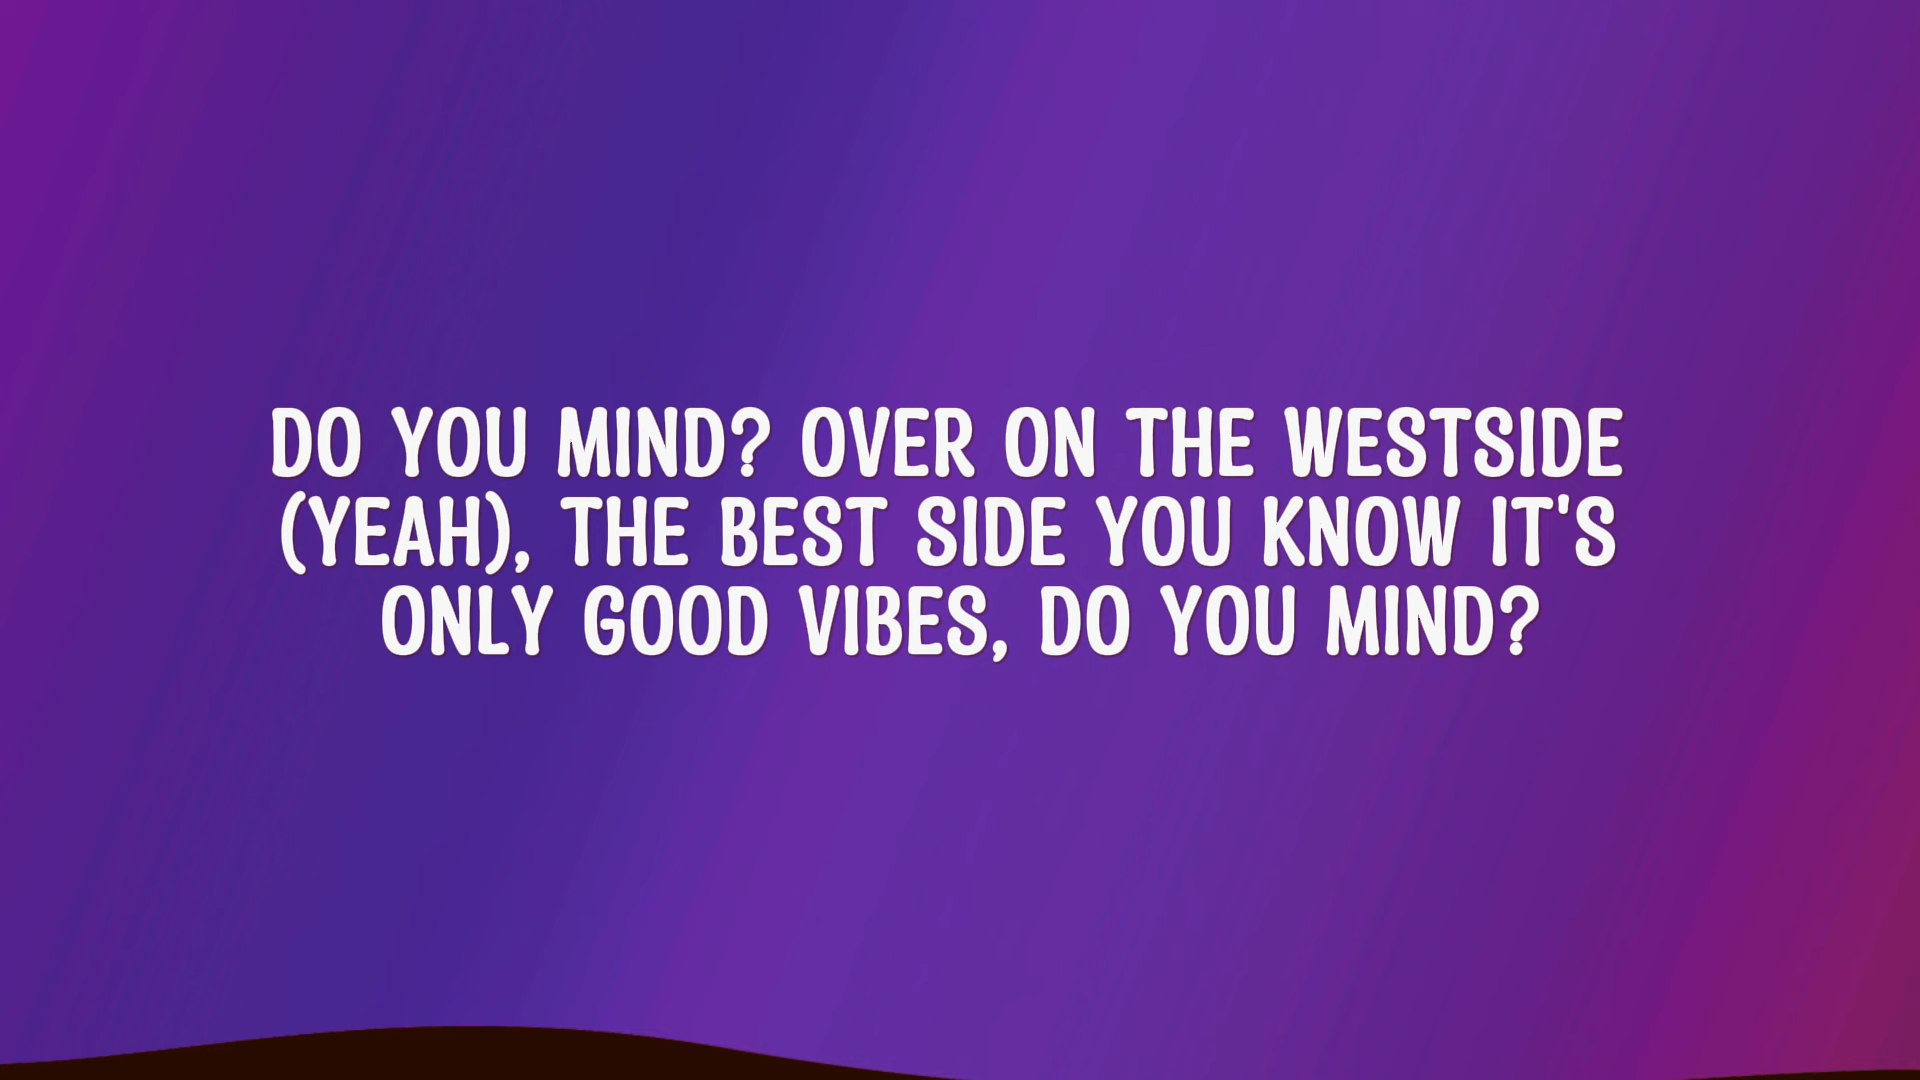 DO YOU MIND? OVER ON THE WESTSIDE
(YEAH), THE BEST SIDE YOU KNOW IT'S
ONLY GOOD VIBES, DO YOU MIND?